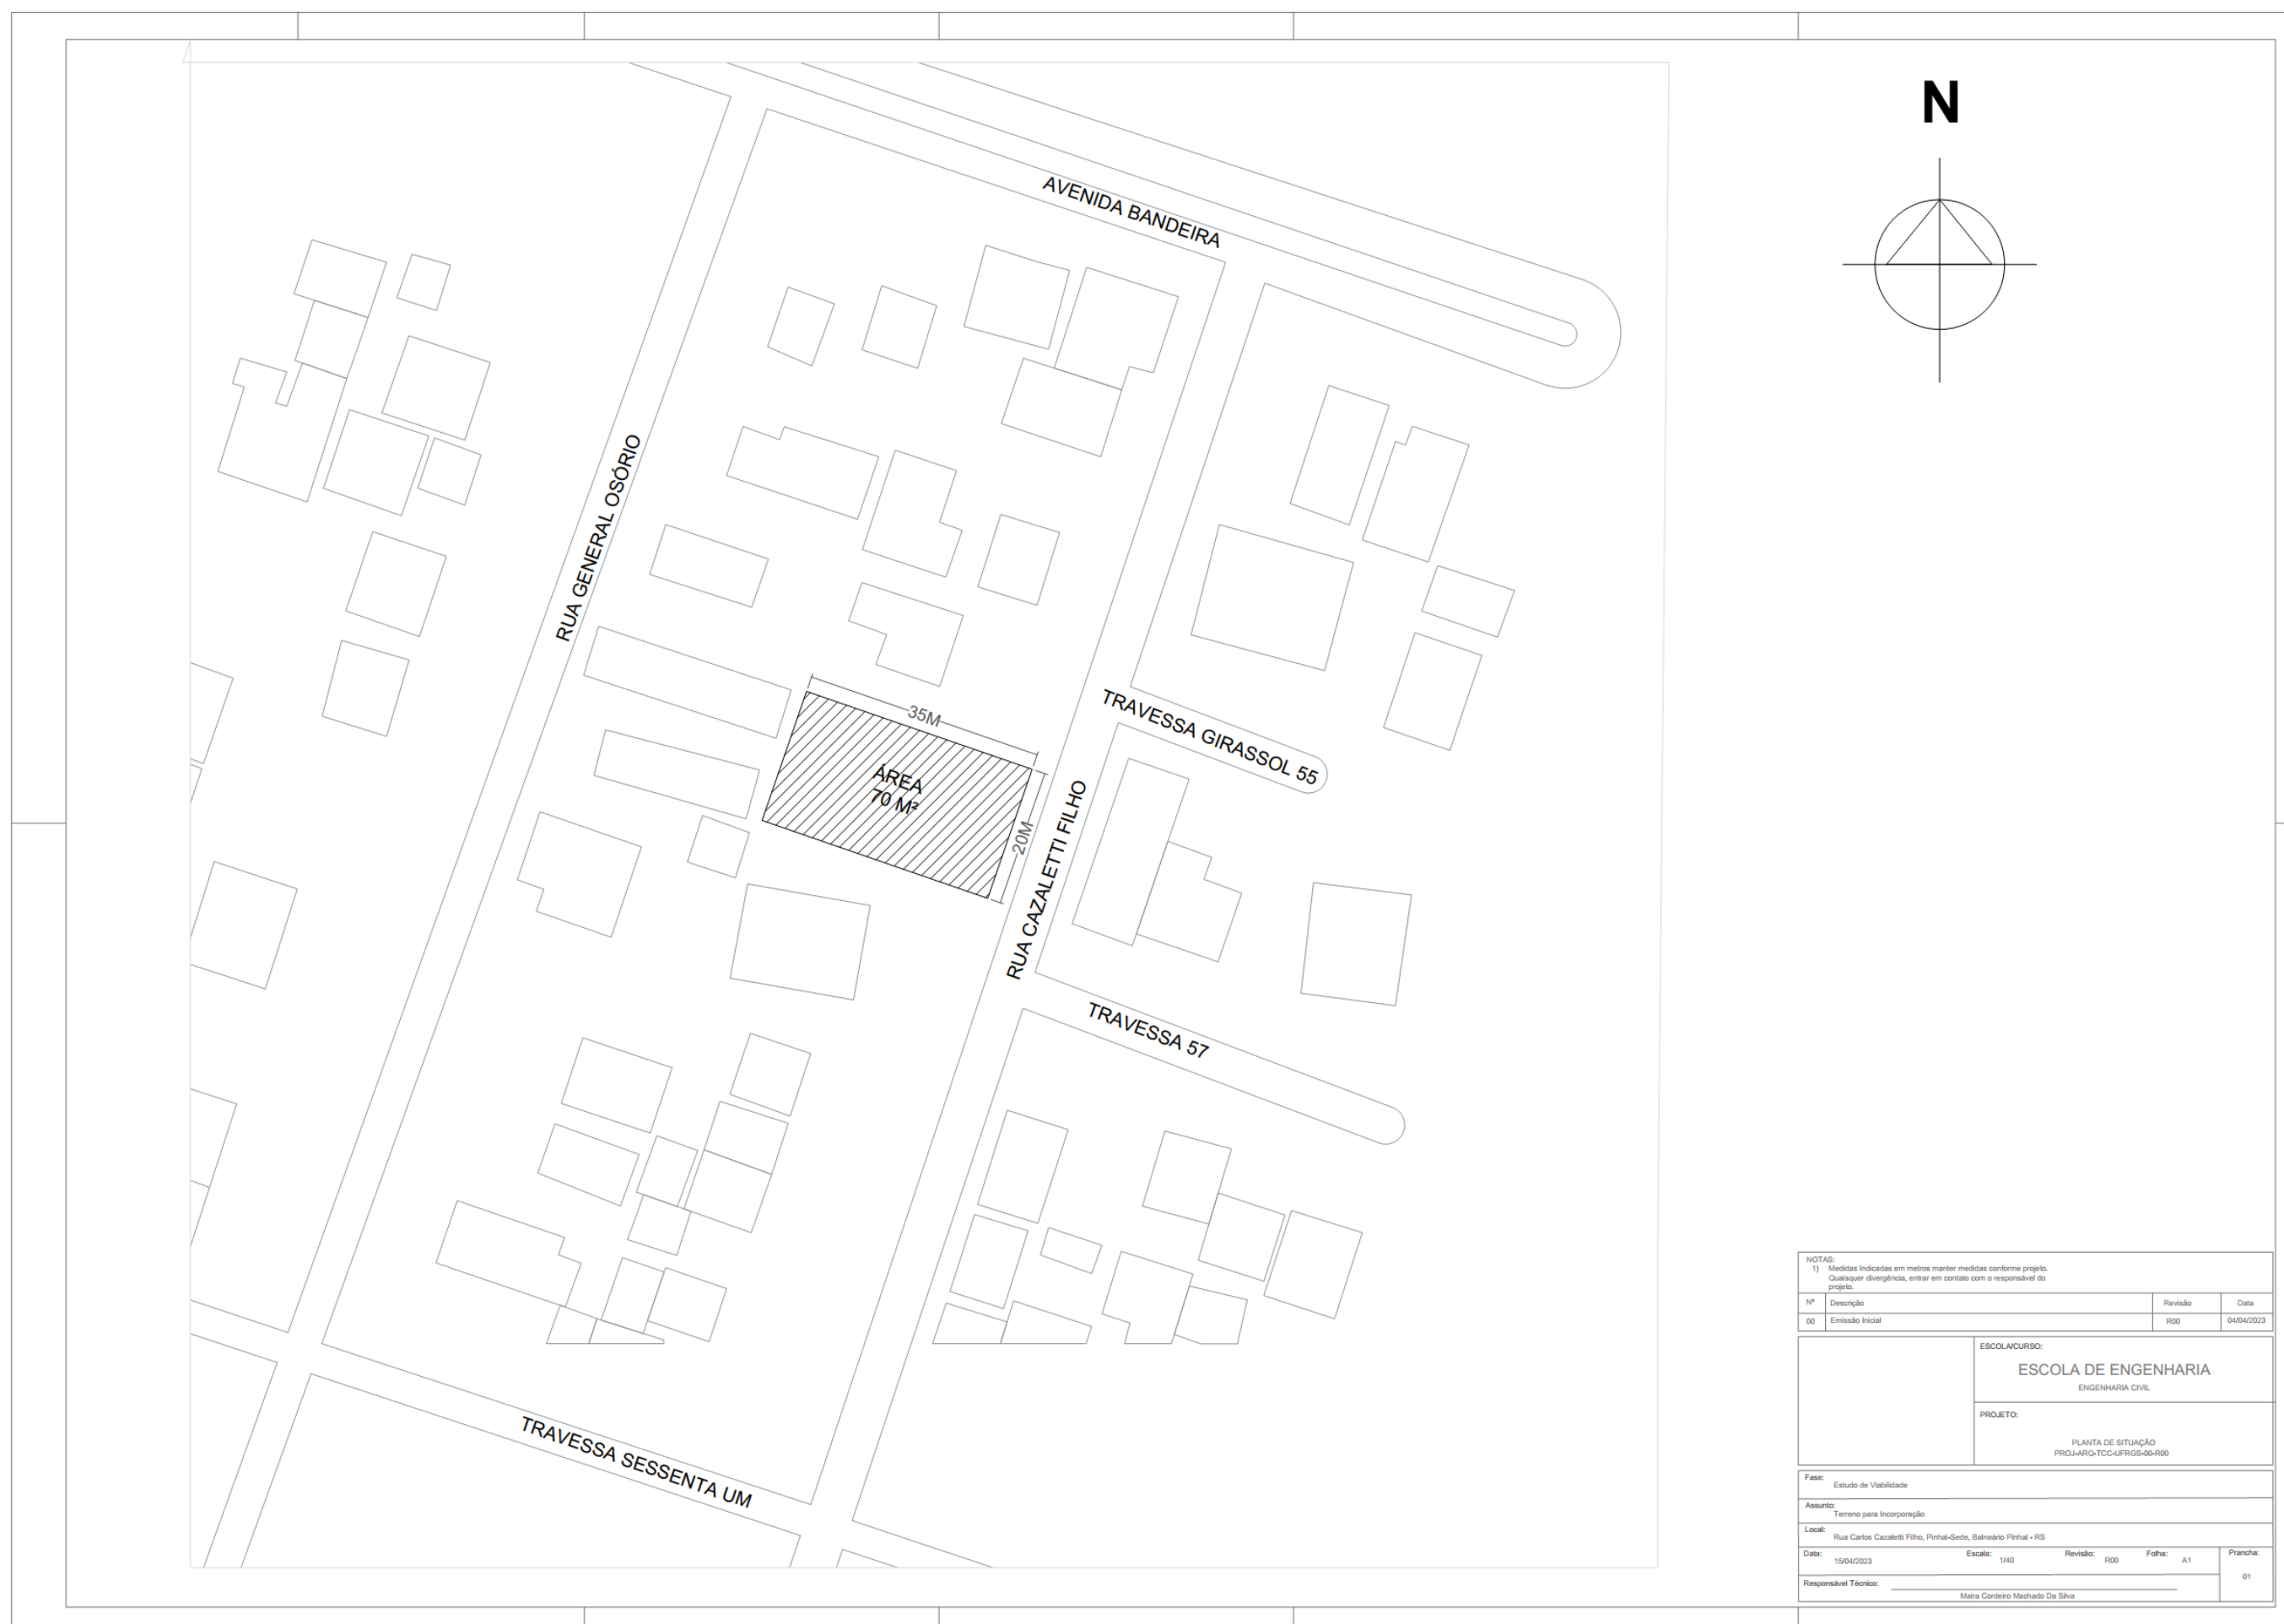 N
AVENIDA BANDEIRA
RUA GENERAL OSÓRIO
TRAVESSA GIRASSOL 55
35M
ÁREA
70 M²
20M
RUA CAZALETTI FILHO
TRAVESSA 57
TRAVESSA SESSENTA UM
NOTAS:
1) Medidas Indicadas em metros manter medidas conforme projeto.
Quaisquer divergência, entrar em contato com o responsável do
projeto.
Nº Descrição Revisão Data
00 Emissão Inicial R00 04/04/2023
ESCOLA/CURSO:
ESCOLA DE ENGENHARIA
ENGENHARIA CIVIL
PROJETO:
PLANTA DE SITUAÇÃO
PROJ-ARQ-TCC-UFRGS-00-R00
Fase:
Estudo de Viabilidade
Assunto:
Terreno para Incorporação
Local:
Rua Carlos Cazaletti Filho, Pinhal-Sede, Balneário Pinhal - RS
Data: 15/04/2023 Escala: 1/40 Revisão: R00 Folha: A1 Prancha:
01
Responsável Técnico:
Maira Cordeiro Machado Da Silva